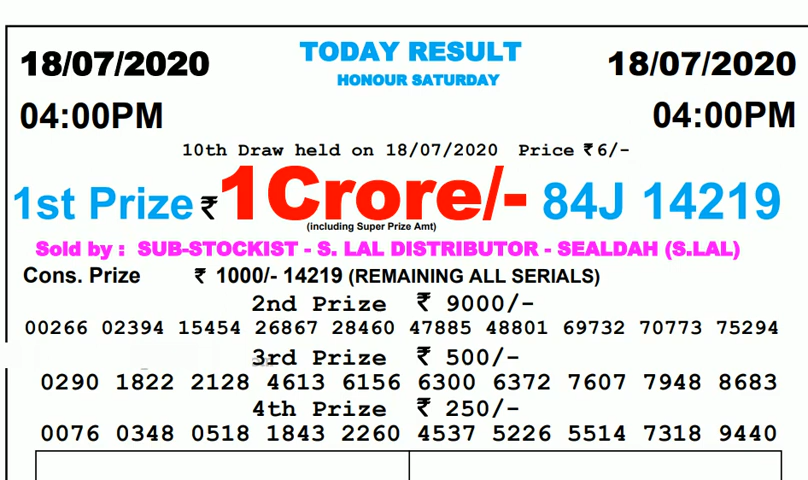 18/07/2020 TODAY RESULT 18/07/2020
HONOUR SATURDAY
04:00PM 04:00PM
10th Draw held on 18/07/2020 Price ₹6/-
1st Prize ₹1Crore/- 84J 14219
(including Super Prize Amt)
Sold by : SUB-STOCKIST - S. LAL DISTRIBUTOR - SEALDAH (S.LAL)
Cons. Prize ₹ 1000/- 14219 (REMAINING ALL SERIALS)
2nd Prize ₹ 9000/-
00266 02394 15454 26867 28460 47885 48801 69732 70773 75294
3rd Prize ₹ 500/-
0290 1822 2128 4613 6156 6300 6372 7607 7948 8683
4th Prize ₹ 250/-
0076 0348 0518 1843 2260 4537 5226 5514 7318 9440